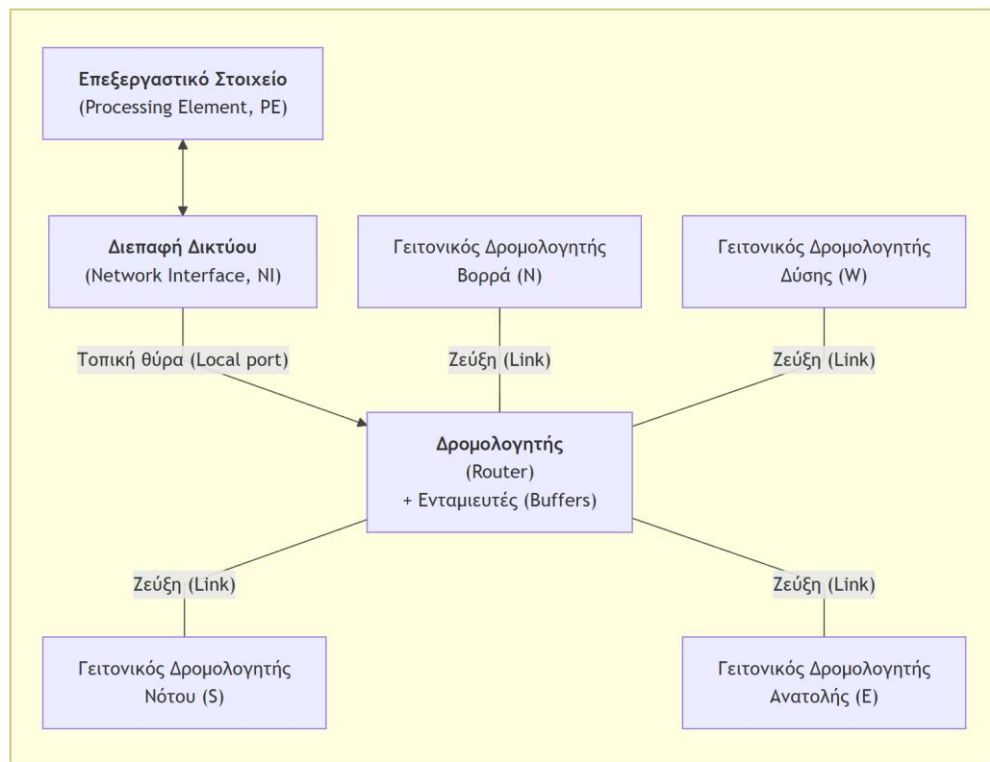 Επεξεργαστικό Στοιχείο
(Processing Element, PE)
Διεπαφή Δικτύου
(Network Interface, NI)
Γειτονικός Δρομολογητής
Βορρά (N)
Γειτονικός Δρομολογητής
Δύσης (W)
Τοπική θύρα (Local port)
Ζεύξη (Link)
Ζεύξη (Link)
Δρομολογητής
(Router)
+ Ενταμιευτές (Buffers)
Ζεύξη (Link)
Ζεύξη (Link)
Γειτονικός Δρομολογητής
Νότου (S)
Γειτονικός Δρομολογητής
Ανατολής (E)